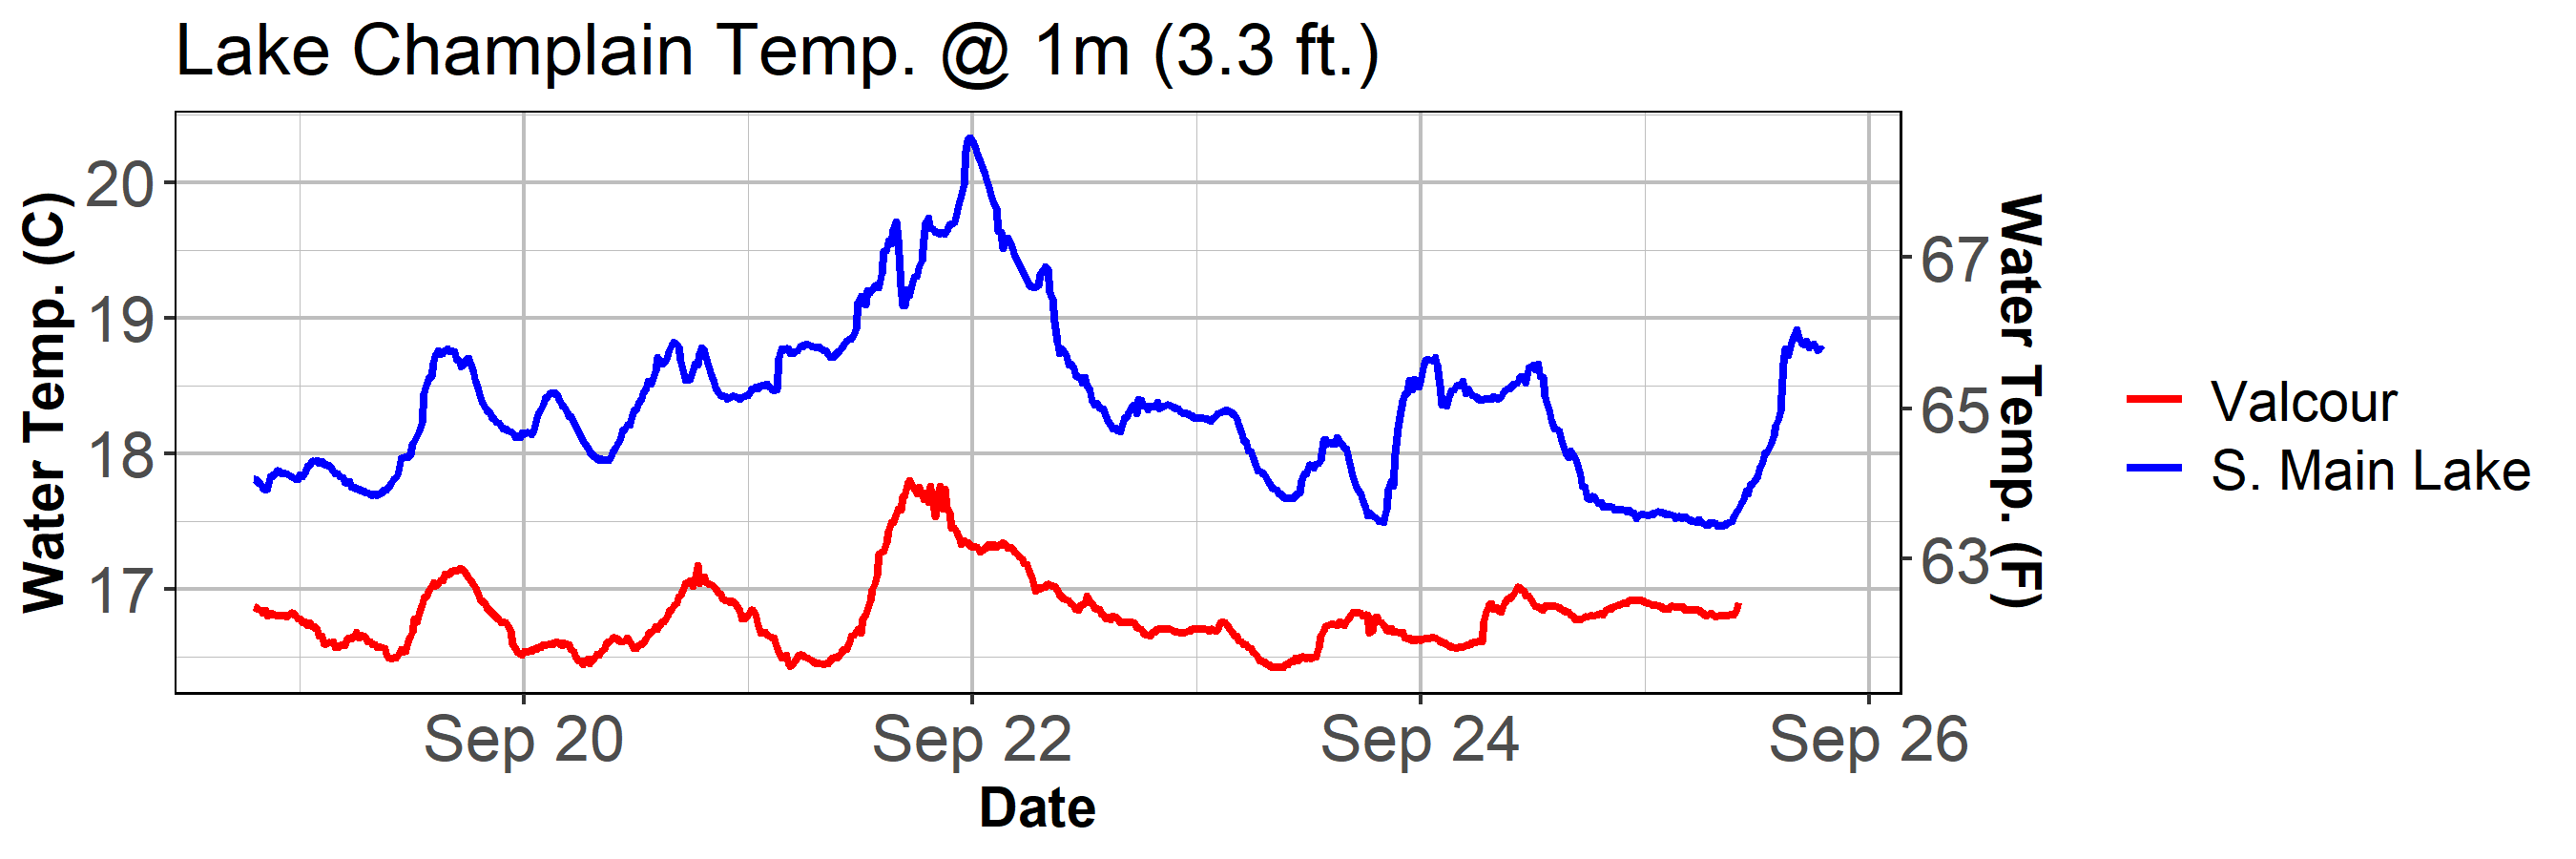 Lake Champlain Temp. @ 1m (3.3 ft.)
Water Temp. (C)
20
19
18
17
67
65
63
Water Temp. (F)
Sep 20
Sep 22
Sep 24
Sep 26
Date
Valcour
S. Main Lake